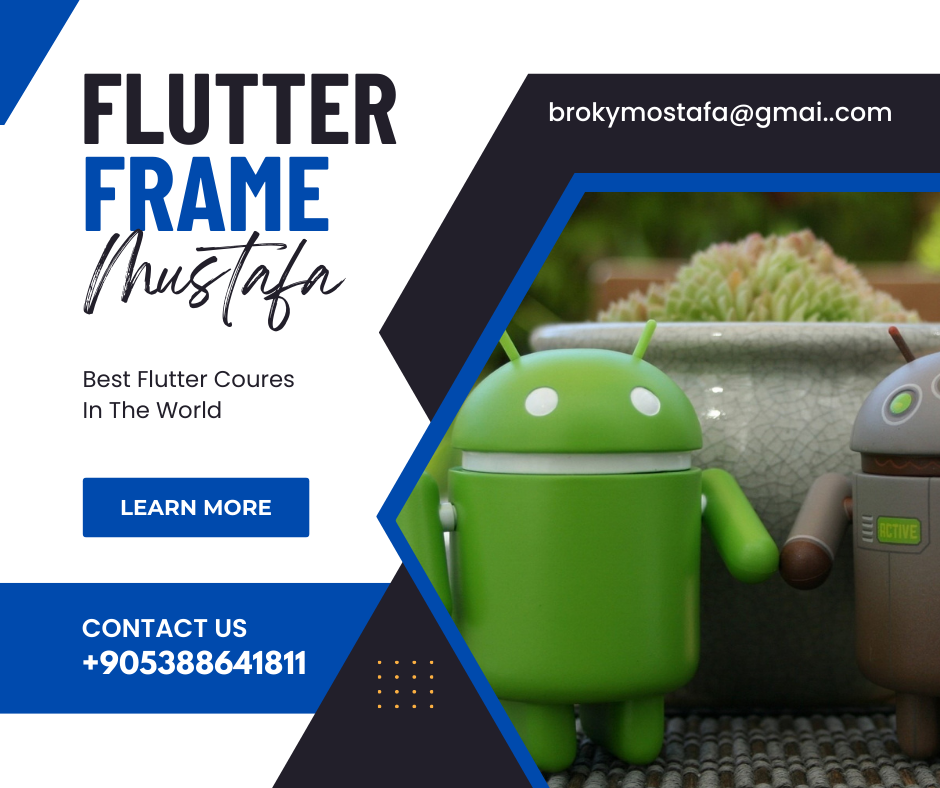 FLUTTER
FRAME
Mustafa
brokymostafa@gmai..com
Best Flutter Coures
In The World
LEARN MORE
CONTACT US
+905388641811
ACTIVE